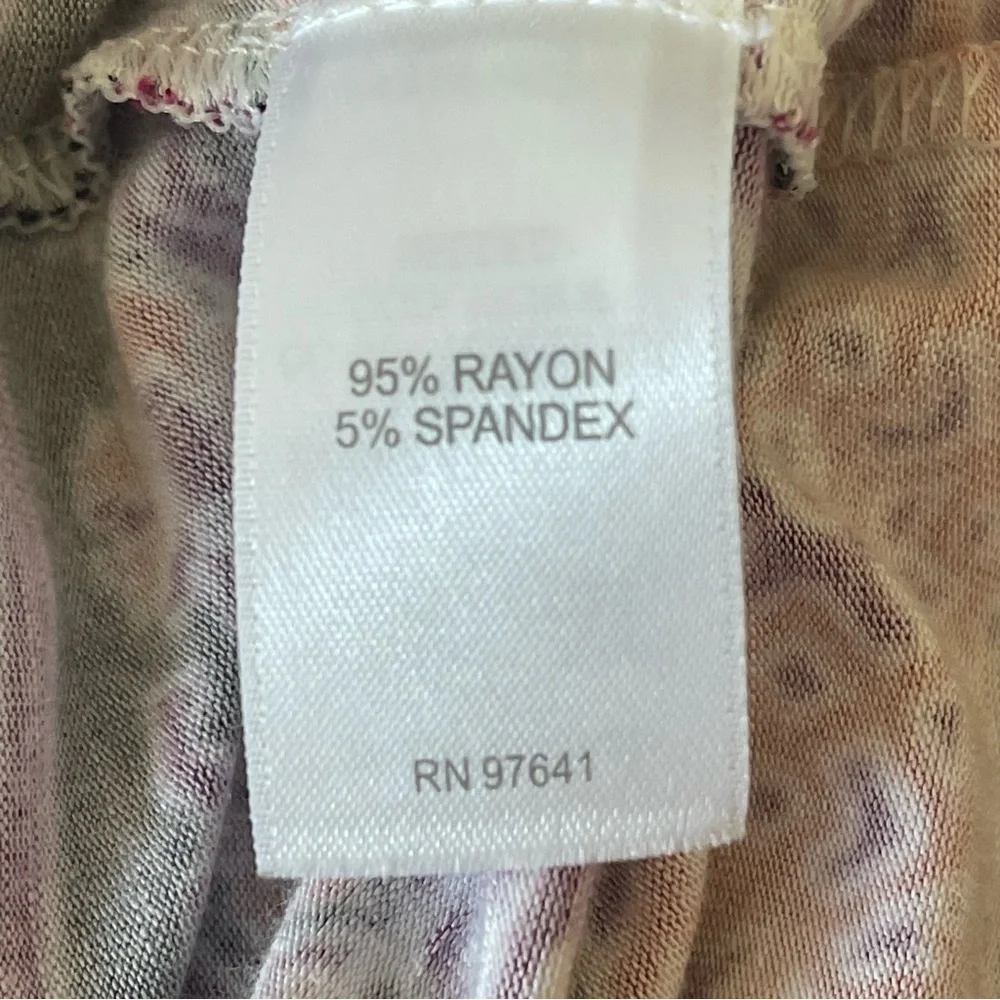 95% RAYON
5% SPANDEX
RN 97641